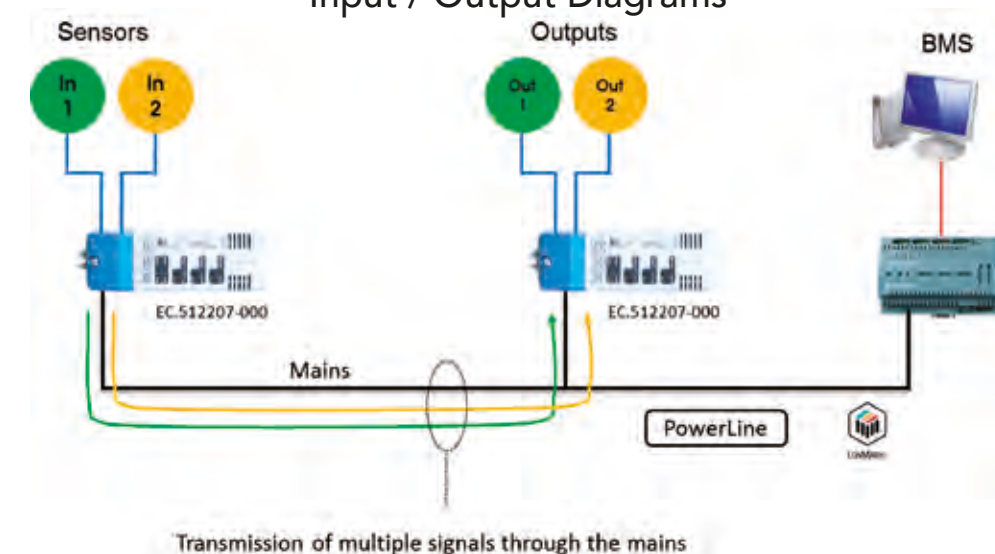 Input / Output Diagrams
Sensors
Outputs
BMS
In
1
In
2
Out
1
Out
2
EC.512207-000
EC.512207-000
Mains
PowerLine
Transmission of multiple signals through the mains